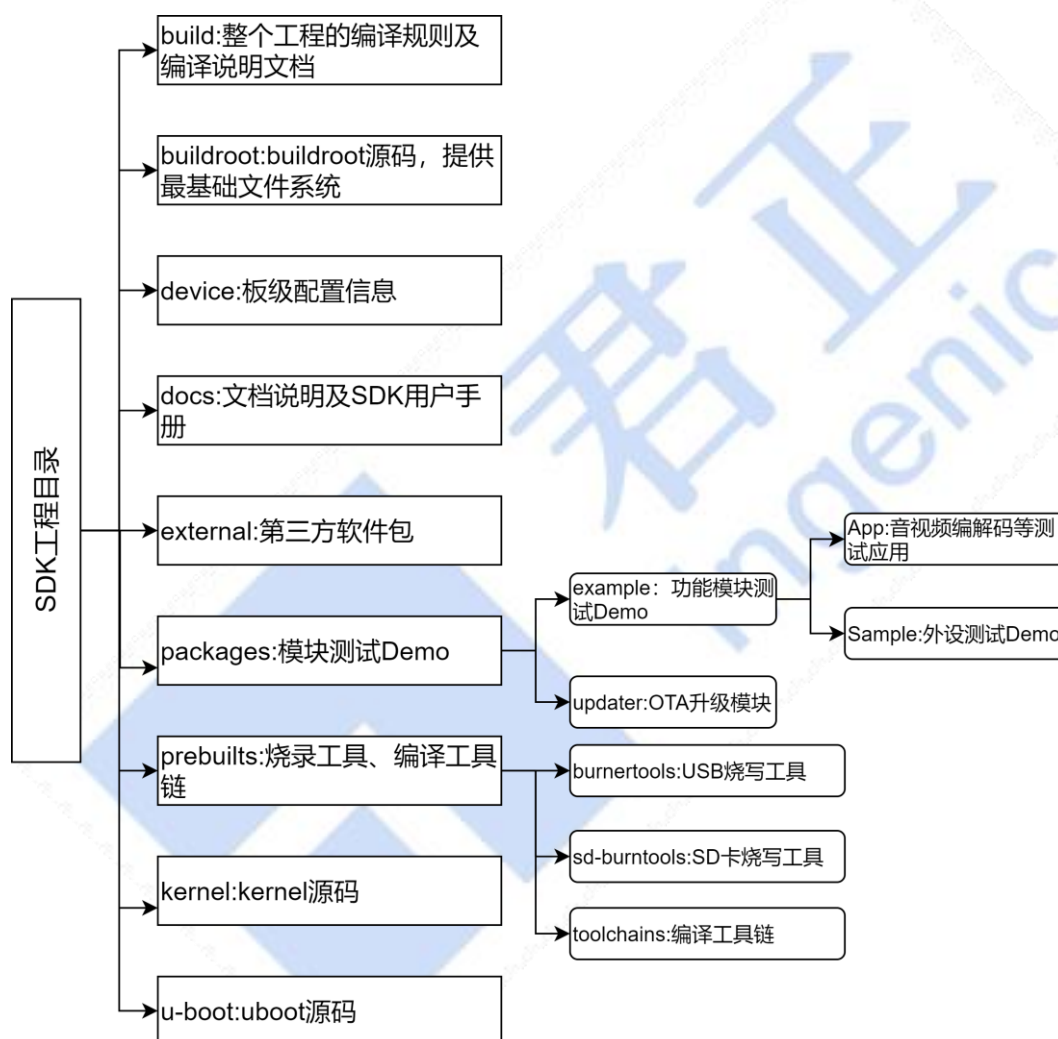 SDK工程目录
build:整个工程的编译规则及
编译说明文档
buildroot:buildroot源码，提供
最基础文件系统
device:板级配置信息
docs:文档说明及SDK用户手
册
external:第三方软件包
packages:模块测试Demo
example：功能模块测
试Demo
App:音视频编解码等测
试应用
Sample:外设测试Demo
updater:OTA升级模块
prebuilts:烧录工具、编译工具
链
burnertools:USB烧写工具
sd-burntools:SD卡烧写工具
toolchains:编译工具链
kernel:kernel源码
u-boot:uboot源码
君正
Ingenic